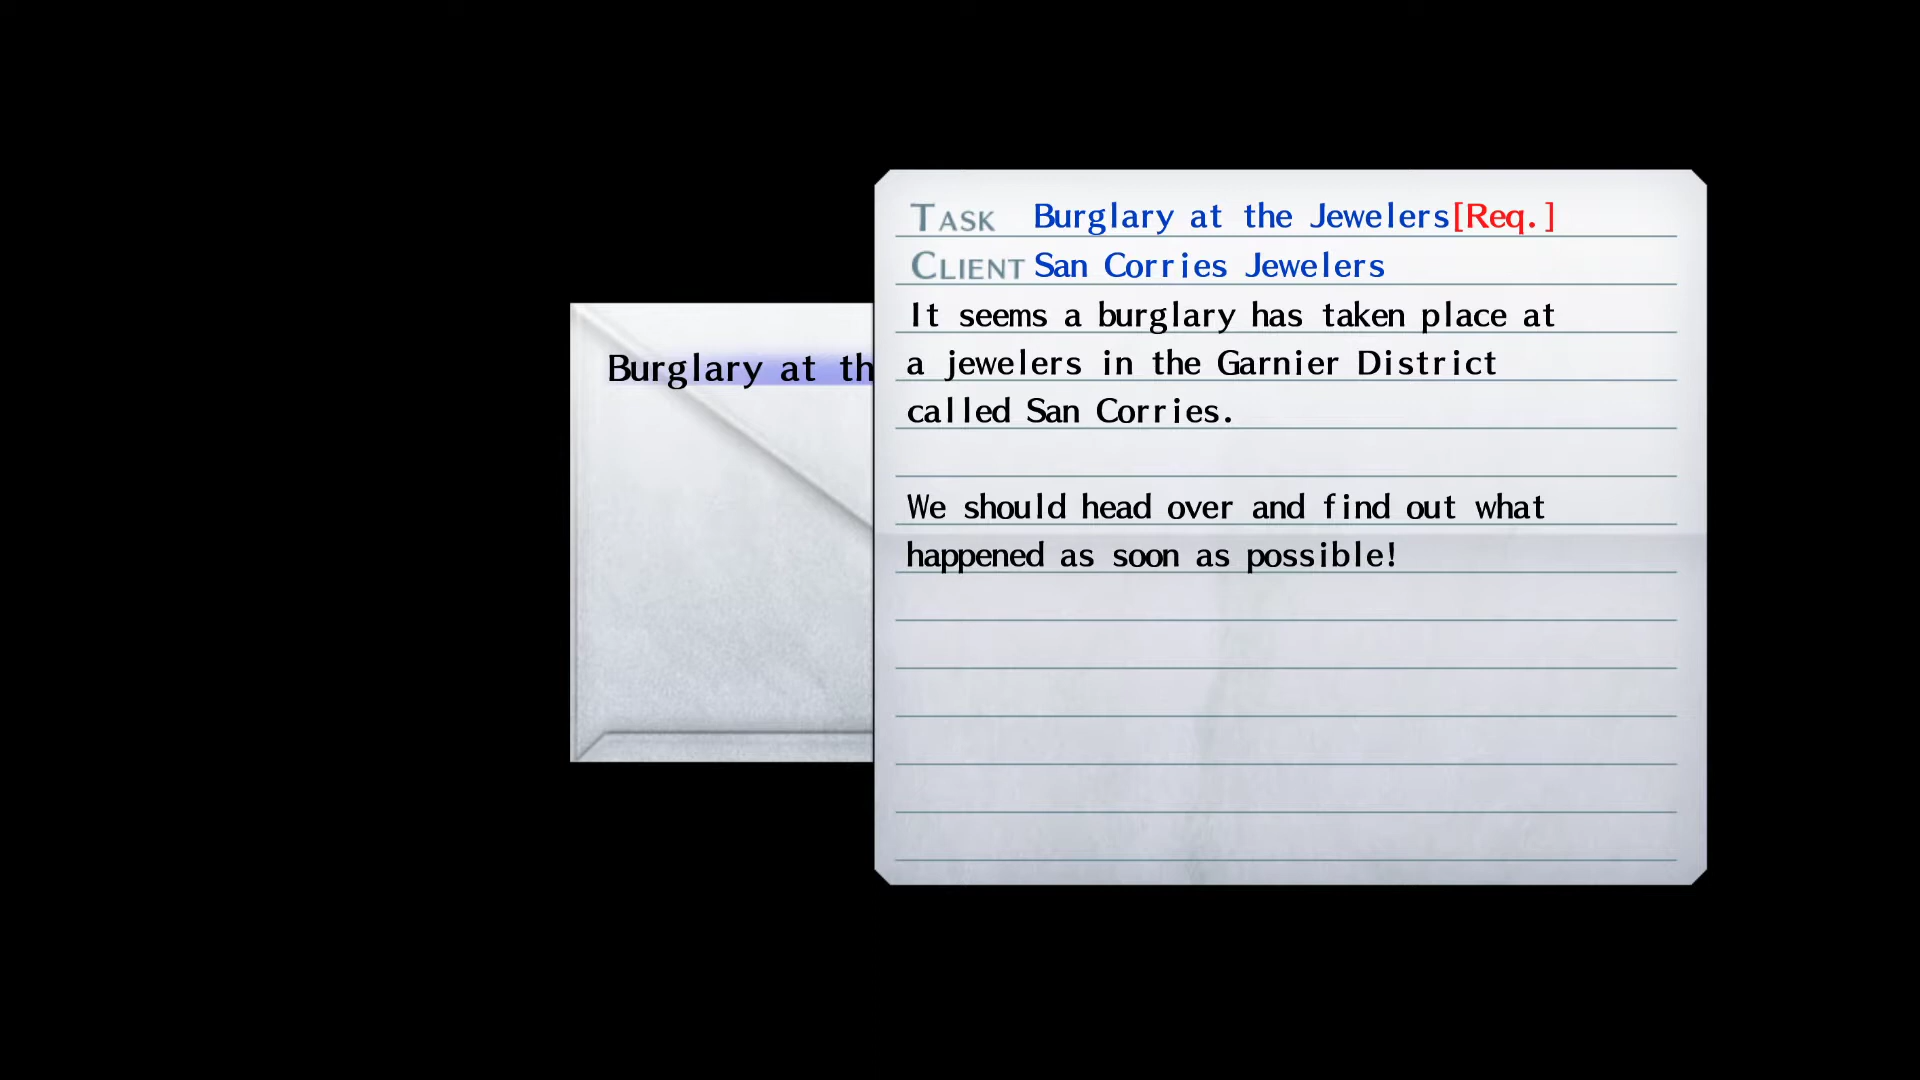 Burglary at th
TASK Burglary at the Jewelers[Req.]
CLIENT San Corries Jewelers
It seems a burglary has taken place at
a jewelers in the Garnier District
called San Corries.
We should head over and find out what
happened as soon as possible!